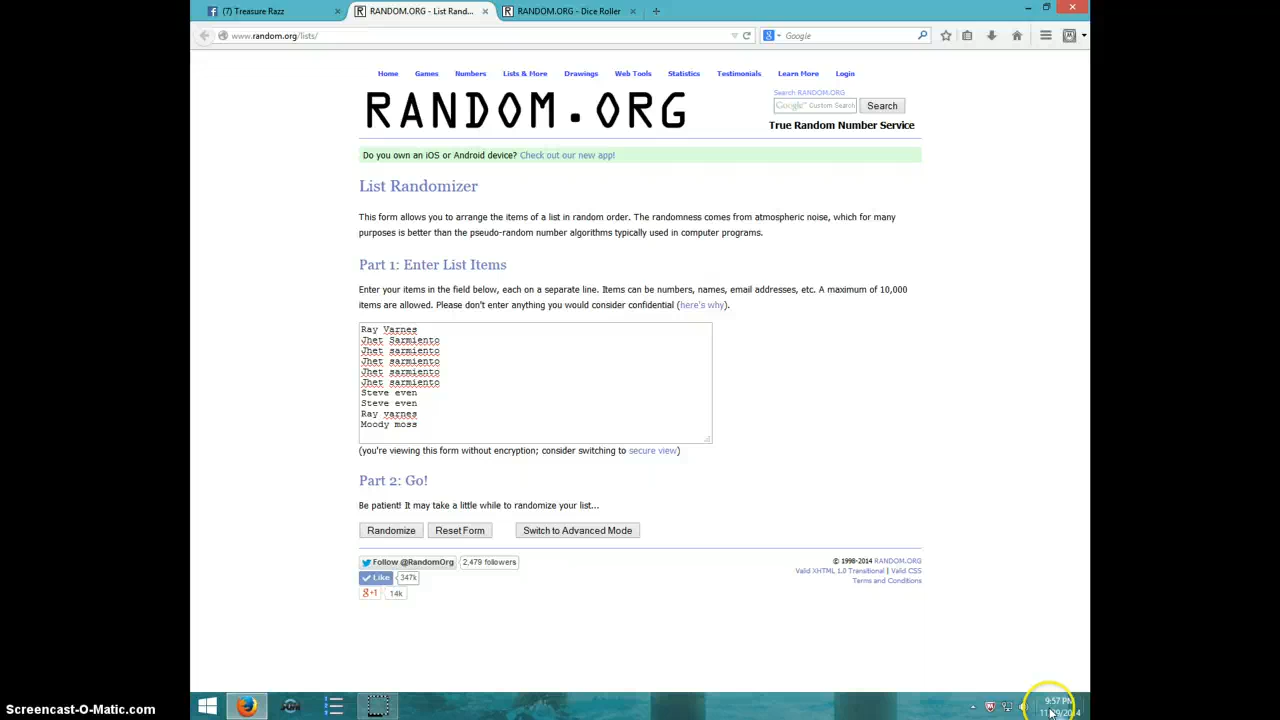 (7) Treasure Razz
RANDOM.ORG - List Rand...
RANDOM.ORG - Dice Roller
www.random.org/lists/
Google
Home Games Numbers Lists & More Drawings Web Tools Statistics Testimonials Learn More Login
RANDOM.ORG
Search RANDOM.ORG
Google™ Custom Search
Search
True Random Number Service
Do you own an iOS or Android device? Check out our new app!
List Randomizer
This form allows you to arrange the items of a list in random order. The randomness comes from atmospheric noise, which for many
purposes is better than the pseudo-random number algorithms typically used in computer programs.
Part 1: Enter List Items
Enter your items in the field below, each on a separate line. Items can be numbers, names, email addresses, etc. A maximum of 10,000
items are allowed. Please don't enter anything you would consider confidential (here's why).
Ray Varnes
Jhet Sarmiento
Jhet sarmiento
Jhet sarmiento
Jhet sarmiento
Jhet sarmiento
Steve even
Steve even
Ray varnes
Moody moss
(you're viewing this form without encryption; consider switching to secure view)
Part 2: Go!
Be patient! It may take a little while to randomize your list...
Randomize Reset Form Switch to Advanced Mode
Follow @RandomOrg 2,479 followers
Like 347k
g+1 14k
© 1998-2014 RANDOM.ORG
Valid XHTML 1.0 Transitional | Valid CSS
Terms and Conditions
9:57 PM
Screencast-O-Matic.com